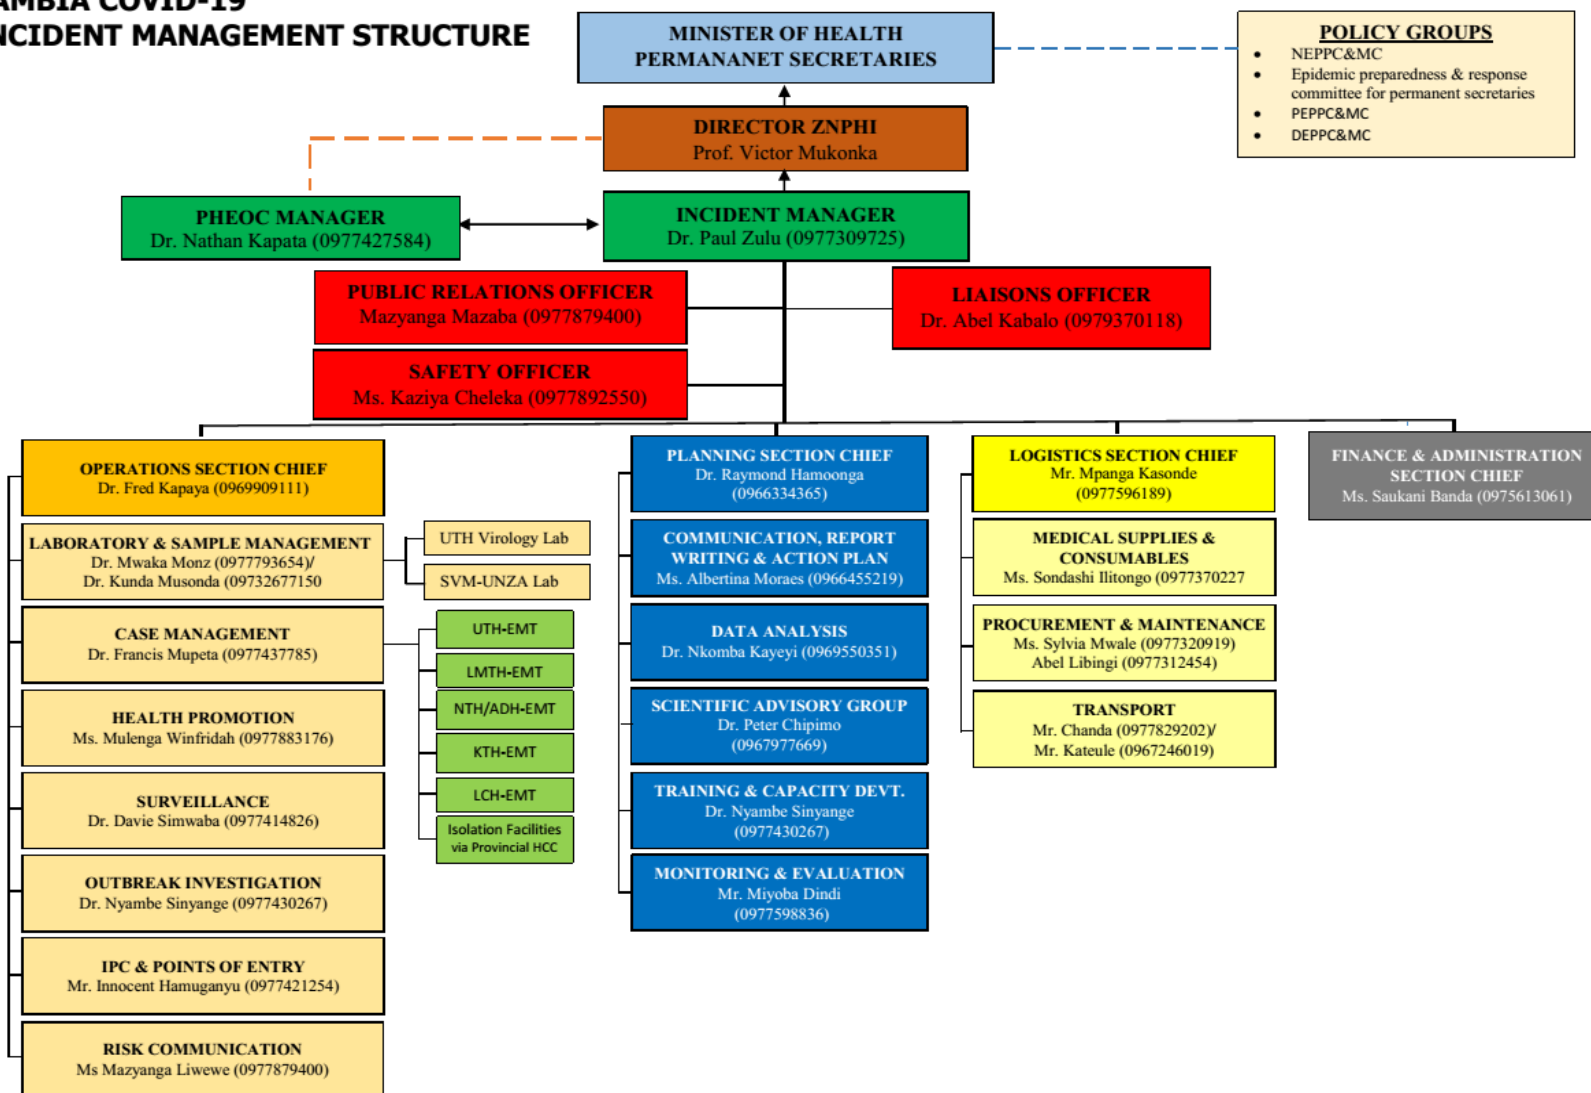 AMBIA COVID-19
NCIDENT MANAGEMENT STRUCTURE
MINISTER OF HEALTH
PERMANANET SECRETARIES
POLICY GROUPS
• NEPPC&MC
• Epidemic preparedness & response
committee for permanent secretaries
• PEPPC&MC
• DEPPC&MC
DIRECTOR ZNPHI
Prof. Victor Mukonka
PHEOC MANAGER
Dr. Nathan Kapata (0977427584)
INCIDENT MANAGER
Dr. Paul Zulu (0977309725)
PUBLIC RELATIONS OFFICER
Mazyanga Mazaba (0977879400)
LIAISONS OFFICER
Dr. Abel Kabalo (0979370118)
SAFETY OFFICER
Ms. Kaziya Cheleka (0977892550)
OPERATIONS SECTION CHIEF
Dr. Fred Kapaya (0969909111)
LABORATORY & SAMPLE MANAGEMENT
Dr. Mwaka Monz (0977793654)/
Dr. Kunda Musonda (09732677150
UTH Virology Lab
SVM-UNZA Lab
CASE MANAGEMENT
Dr. Francis Mupeta (0977437785)
UTH-EMT
LMTH-EMT
NTH/ADH-EMT
KTH-EMT
LCH-EMT
Isolation Facilities
via Provincial HCC
HEALTH PROMOTION
Ms. Mulenga Winfridah (0977883176)
SURVEILLANCE
Dr. Davie Simwaba (0977414826)
OUTBREAK INVESTIGATION
Dr. Nyambe Sinyange (0977430267)
IPC & POINTS OF ENTRY
Mr. Innocent Hamuganyu (0977421254)
RISK COMMUNICATION
Ms Mazyanga Liwewe (0977879400)
PLANNING SECTION CHIEF
Dr. Raymond Hamoonga
(0966334365)
COMMUNICATION, REPORT
WRITING & ACTION PLAN
Ms. Albertina Moraes (0966455219)
DATA ANALYSIS
Dr. Nkomba Kayeyi (0969550351)
SCIENTIFIC ADVISORY GROUP
Dr. Peter Chipimo
(0967977669)
TRAINING & CAPACITY DEVT.
Dr. Nyambe Sinyange
(0977430267)
MONITORING & EVALUATION
Mr. Miyoba Dindi
(0977598836)
LOGISTICS SECTION CHIEF
Mr. Mpanga Kasonde
(0977596189)
MEDICAL SUPPLIES &
CONSUMABLES
Ms. Sondashi Ilitongo (0977370227
PROCUREMENT & MAINTENANCE
Ms. Sylvia Mwale (0977320919)
Abel Libingi (0977312454)
TRANSPORT
Mr. Chanda (0977829202)/
Mr. Kateule (0967246019)
FINANCE & ADMINISTRATION
SECTION CHIEF
Ms. Saukani Banda (0975613061)